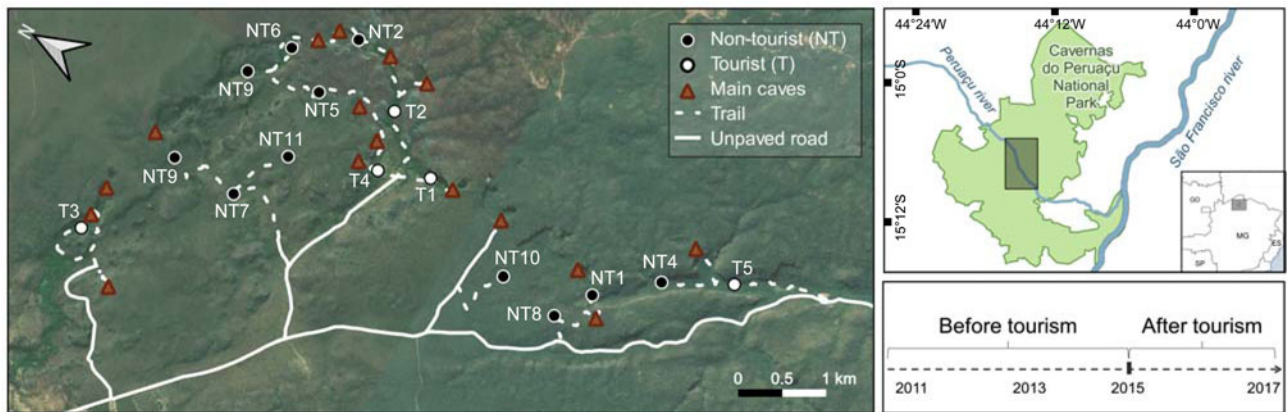 N
NT6
NT2
NT9
NT5
T2
NT11
NT9
T4
T1
NT7
T3
NT10
NT1
NT4
T5
NT8
Non-tourist (NT)
Tourist (T)
Main caves
Trail
Unpaved road
0 0.5 1 km
44°24'W 44°12'W 44°0'W
15°0'S
15°12'S
Peruaçu river
Cavernas
do Peruaçu
National
Park
São Francisco river
GO
MG
ES
SP
Before tourism After tourism
2011 2013 2015 2017